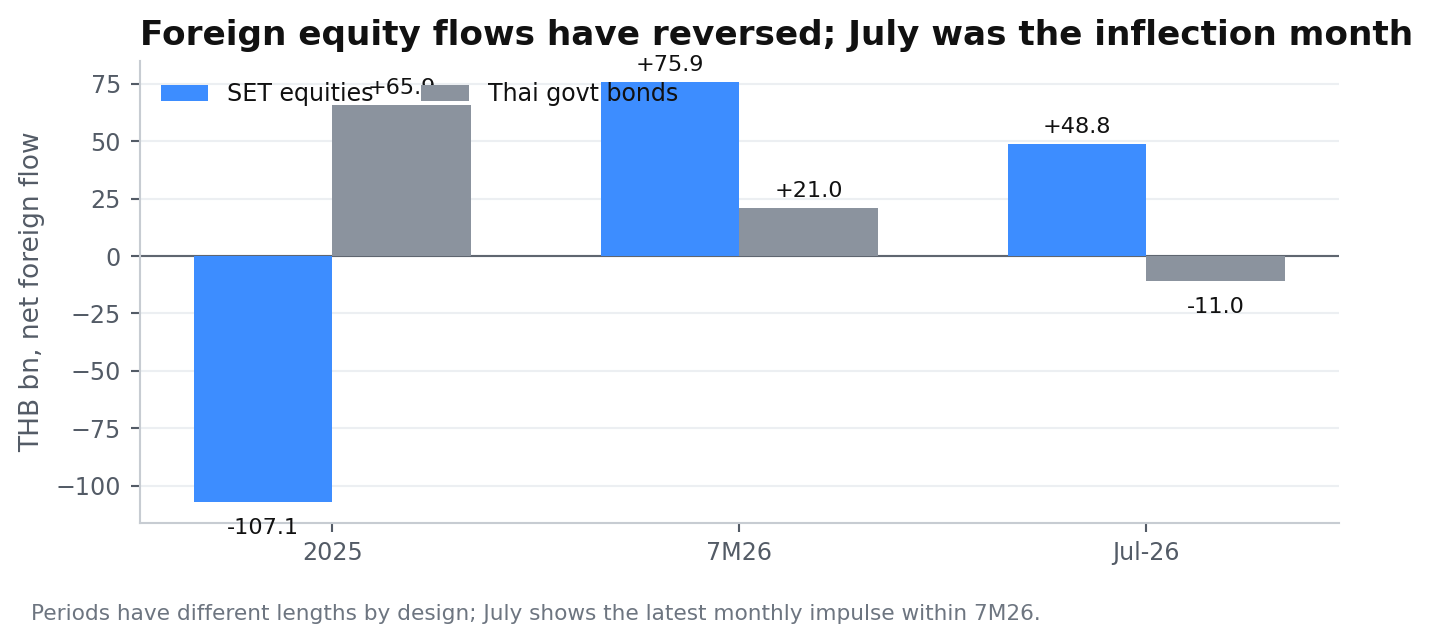 Foreign equity flows have reversed; July was the inflection month
SET equities
Thai govt bonds
+65.9
+75.9
+48.8
+21.0
-11.0
-107.1
THB bn, net foreign flow
75
50
25
0
−25
−50
−75
−100
2025
7M26
Jul-26
Periods have different lengths by design; July shows the latest monthly impulse within 7M26.